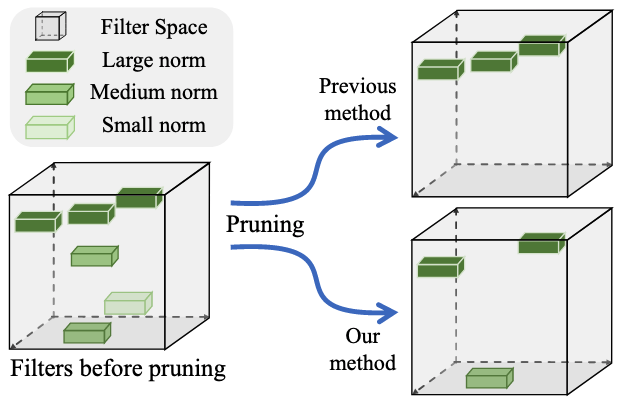 Filter Space
Large norm
Medium norm
Small norm
Previous
method
Pruning
Our
method
Filters before pruning